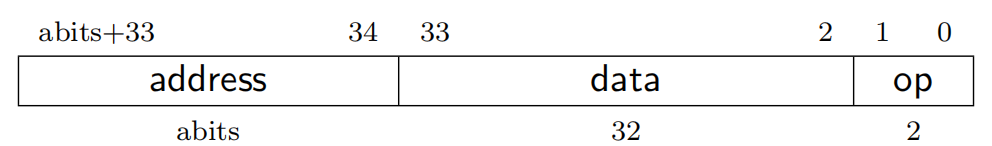 abits+33 34 33 2 1 0
address data op
abits 32 2